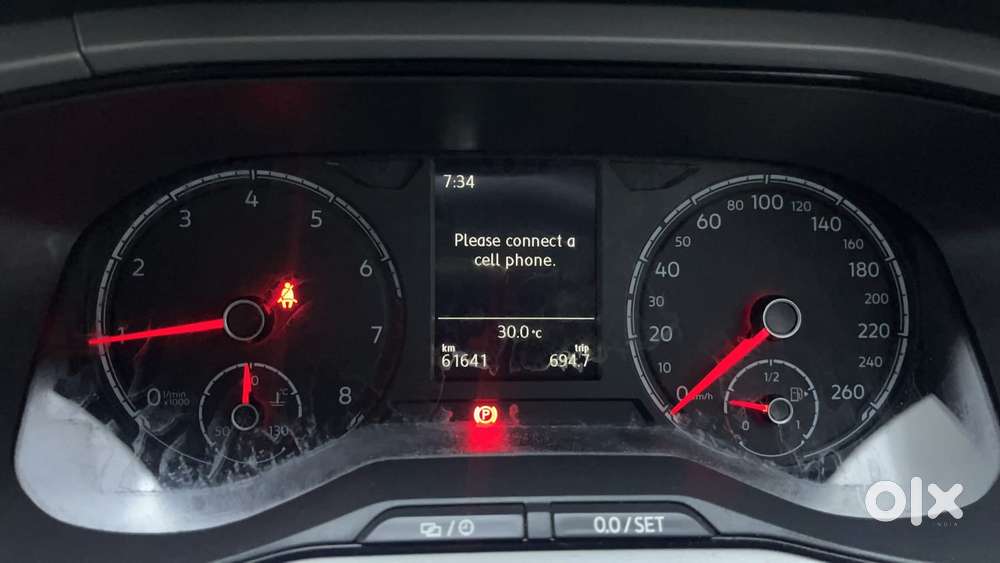 7:34
Please connect a
cell phone.
30.0°C
km
61641
trip
694.7
0
1
2
3
4
5
6
7
8
1/min
x1000
50
90
130
0
10
20
30
40
50
60
80
100
120
140
160
180
200
220
240
260
km/h
0
1/2
1
P
0.0/SET
olx
INDIA